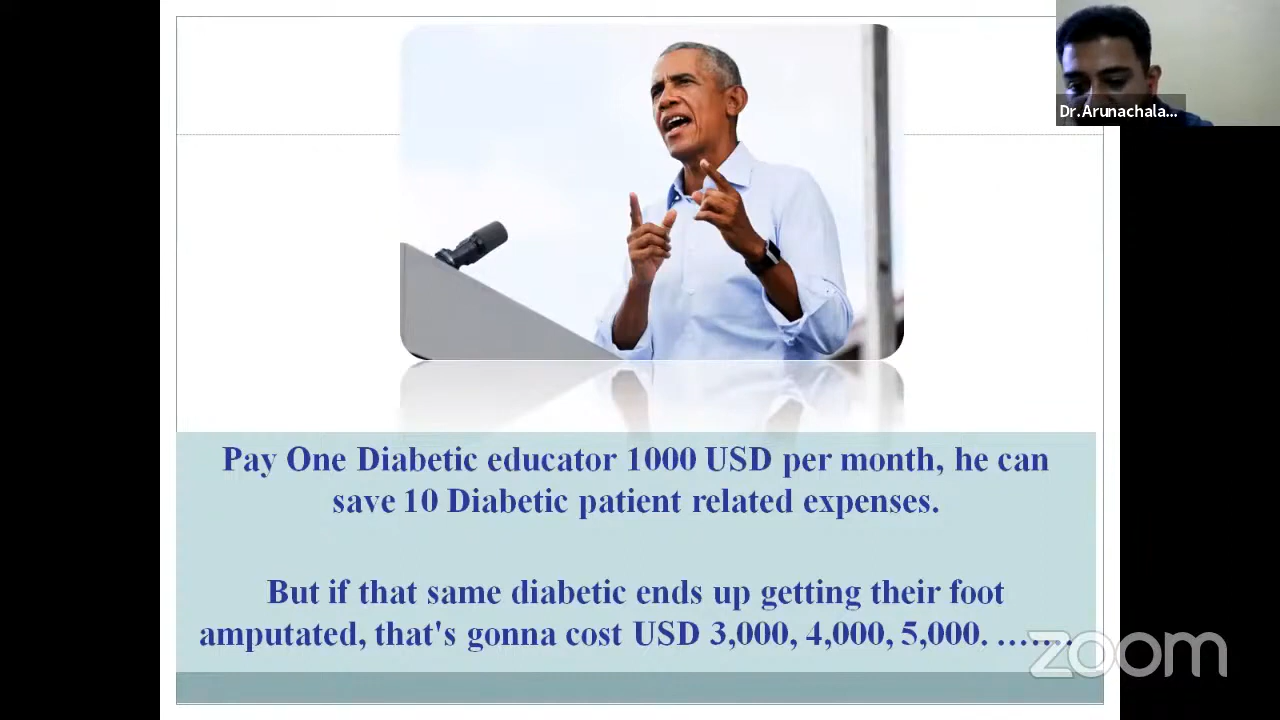 Dr.Arunachala...
Pay One Diabetic educator 1000 USD per month, he can
save 10 Diabetic patient related expenses.
But if that same diabetic ends up getting their foot
amputated, that's gonna cost USD 3,000, 4,000, 5,000. .......
zoom